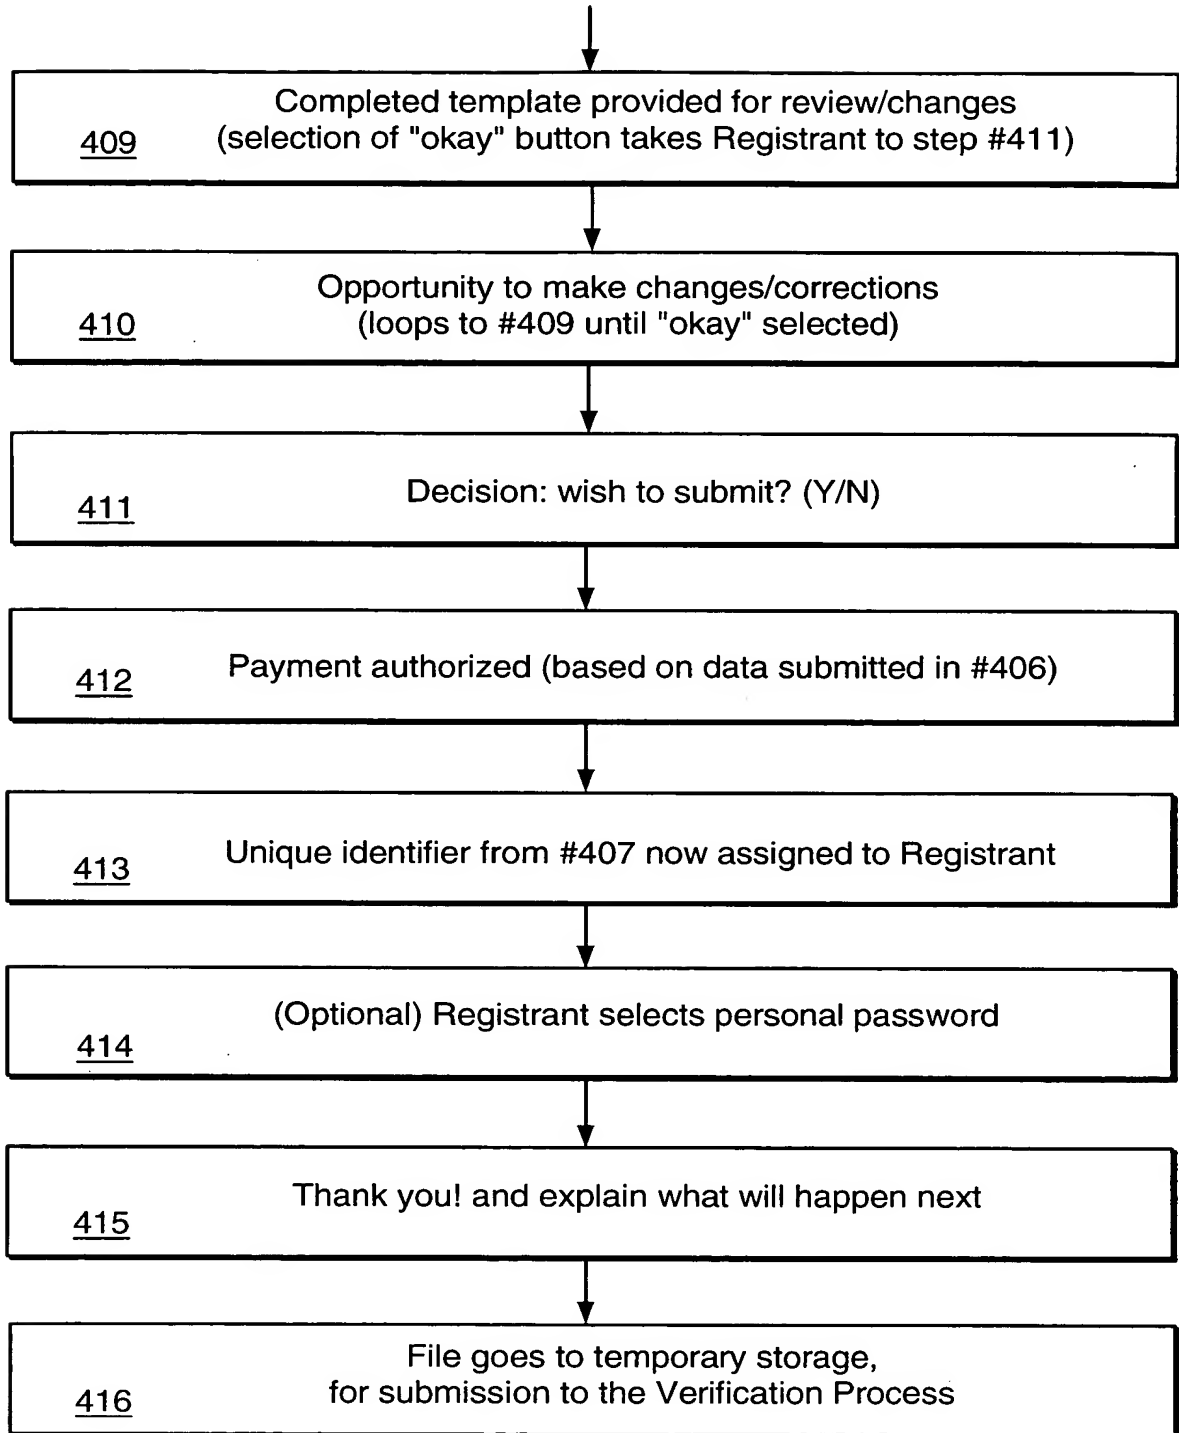 Completed template provided for review/changes
409 (selection of "okay" button takes Registrant to step #411)
Opportunity to make changes/corrections
410 (loops to #409 until "okay" selected)
411 Decision: wish to submit? (Y/N)
412 Payment authorized (based on data submitted in #406)
413 Unique identifier from #407 now assigned to Registrant
414 (Optional) Registrant selects personal password
415 Thank you! and explain what will happen next
File goes to temporary storage,
416 for submission to the Verification Process